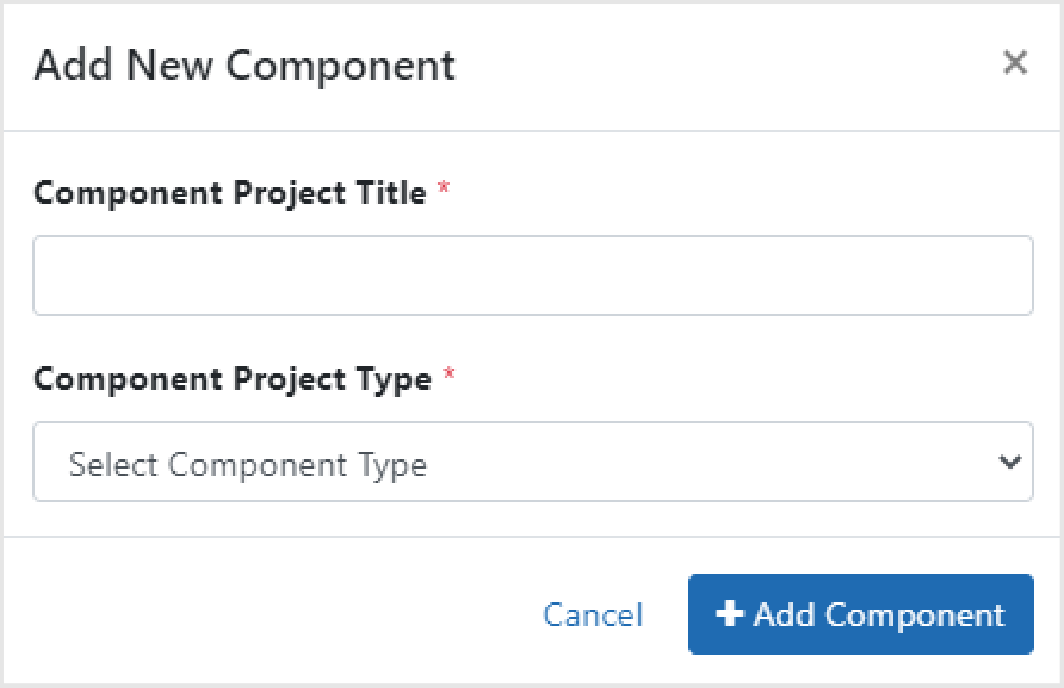 Add New Component ×
Component Project Title *
Component Project Type *
Select Component Type
Cancel
+ Add Component